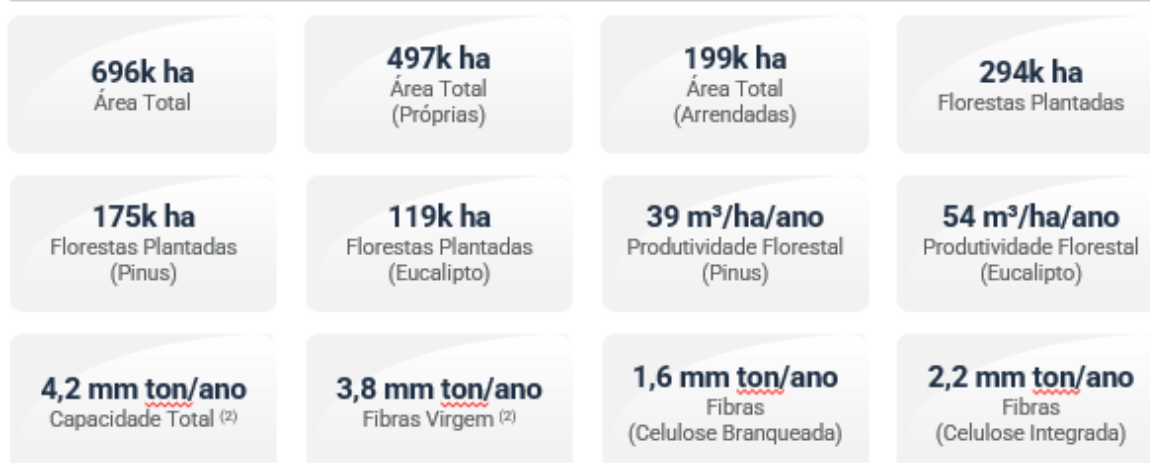 696k ha
Área Total
497k ha
Área Total
(Próprias)
199k ha
Área Total
(Arrendadas)
294k ha
Florestas Plantadas
175k ha
Florestas Plantadas
(Pinus)
119k ha
Florestas Plantadas
(Eucalipto)
39 m³/ha/ano
Produtividade Florestal
(Pinus)
54 m³/ha/ano
Produtividade Florestal
(Eucalipto)
4,2 mm ton/ano
Capacidade Total (2)
3,8 mm ton/ano
Fibras Virgem (2)
1,6 mm ton/ano
Fibras
(Celulose Branqueada)
2,2 mm ton/ano
Fibras
(Celulose Integrada)